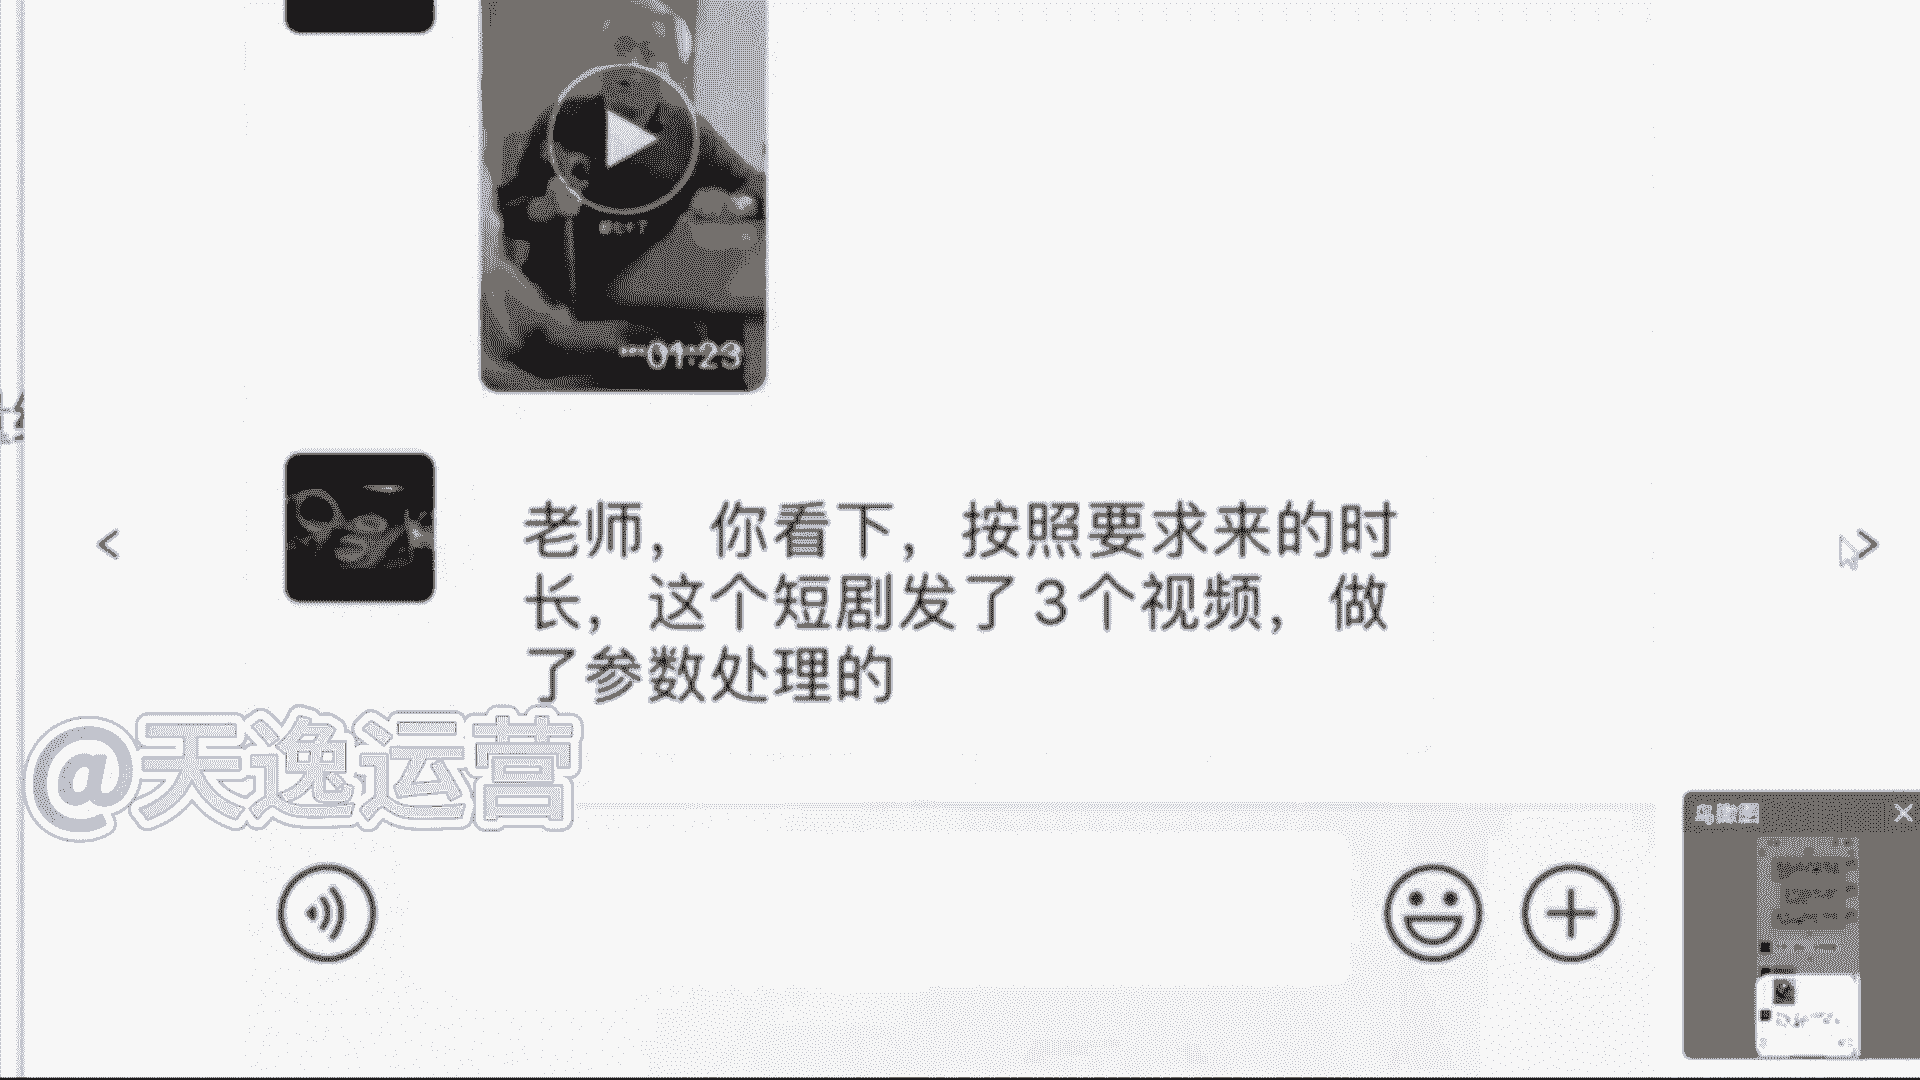 01:23
老师，你看下，按照要求来的时
长，这个短剧发了3个视频，做
了参数处理的
@天逸运营
鸟瞰图